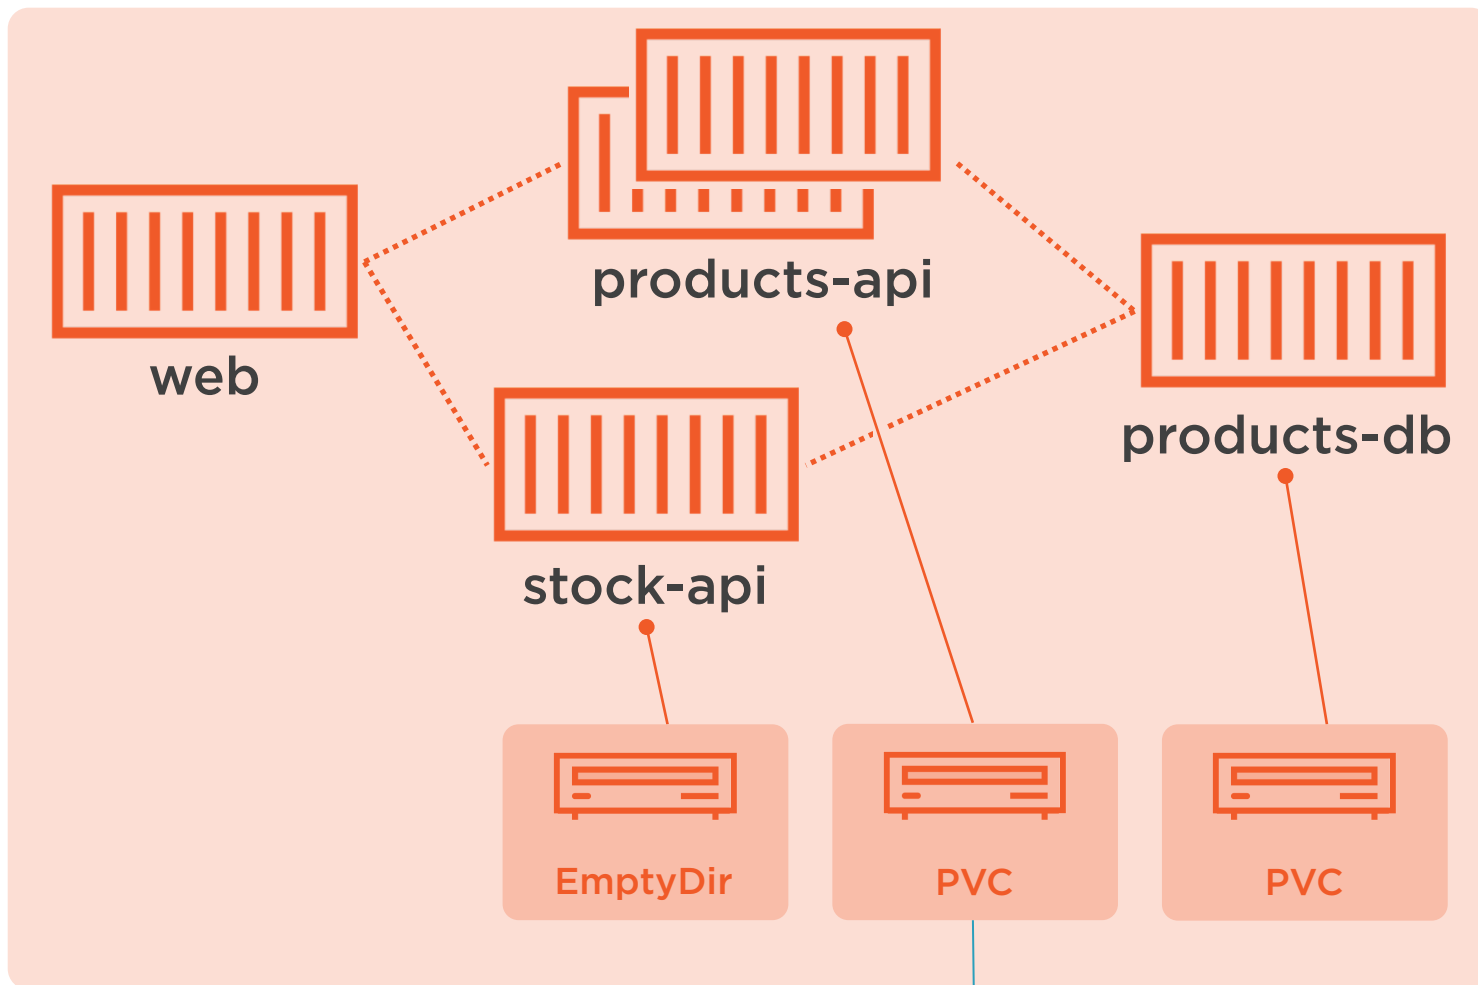 products-api
web
products-db
stock-api
EmptyDir
PVC
PVC